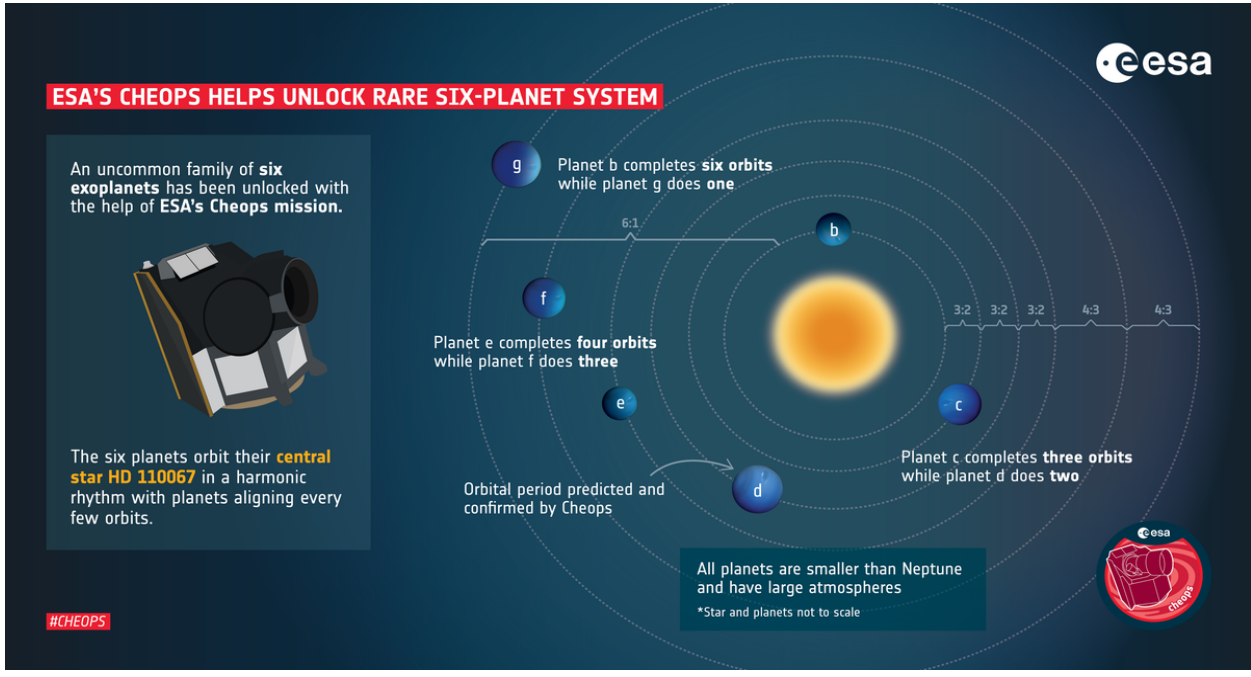 esa
ESA'S CHEOPS HELPS UNLOCK RARE SIX-PLANET SYSTEM
An uncommon family of six
exoplanets has been unlocked with
the help of ESA's Cheops mission.
The six planets orbit their central
star HD 110067 in a harmonic
rhythm with planets aligning every
few orbits.
#CHEOPS
g
Planet b completes six orbits
while planet g does one
6:1
b
f
3:2
3:2
3:2
4:3
4:3
Planet e completes four orbits
while planet f does three
e
c
Planet c completes three orbits
while planet d does two
Orbital period predicted and
confirmed by Cheops
d
All planets are smaller than Neptune
and have large atmospheres
*Star and planets not to scale
esa
cheops